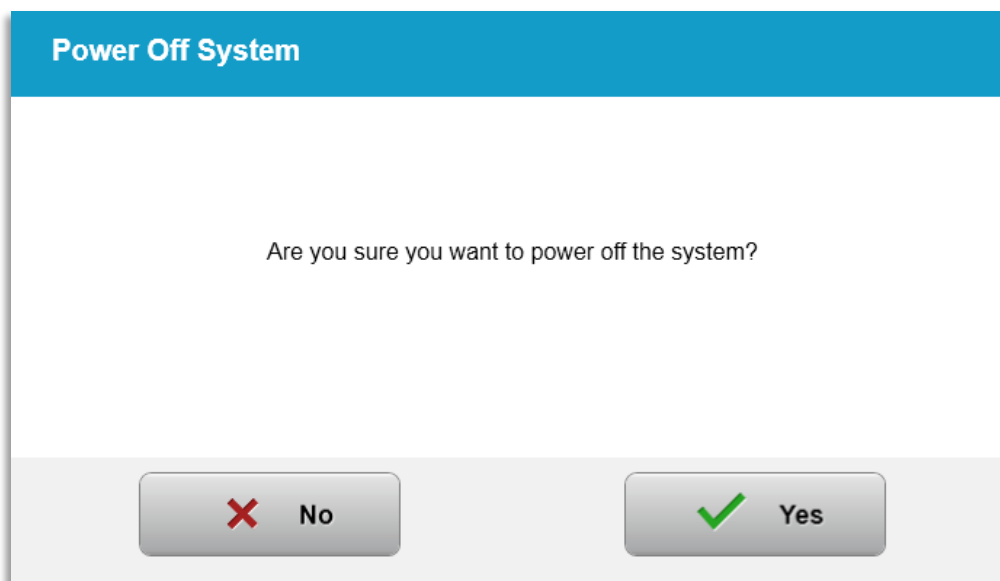 Power Off System
Are you sure you want to power off the system?
No
Yes